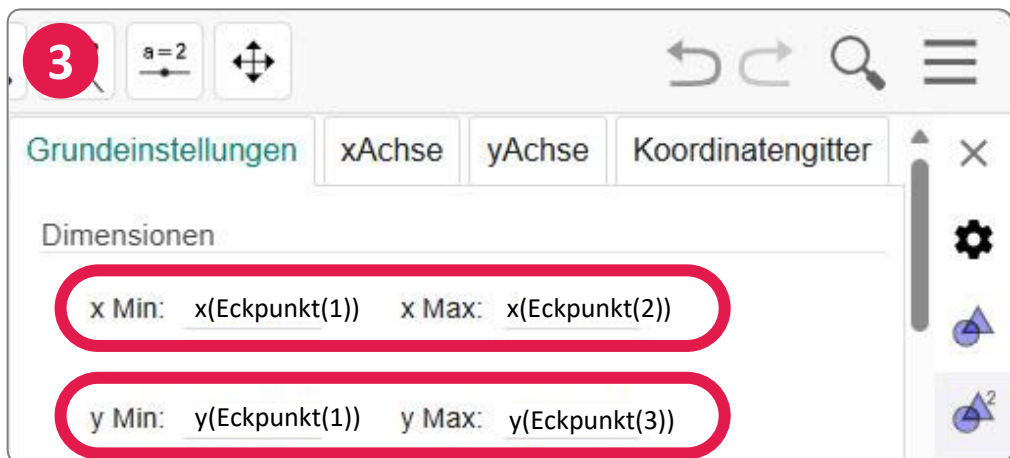 3 a=2
Grundeinstellungen xAchse yAchse Koordinatengitter
Dimensionen
x Min: x(Eckpunkt(1)) x Max: x(Eckpunkt(2))
y Min: y(Eckpunkt(1)) y Max: y(Eckpunkt(3))
2